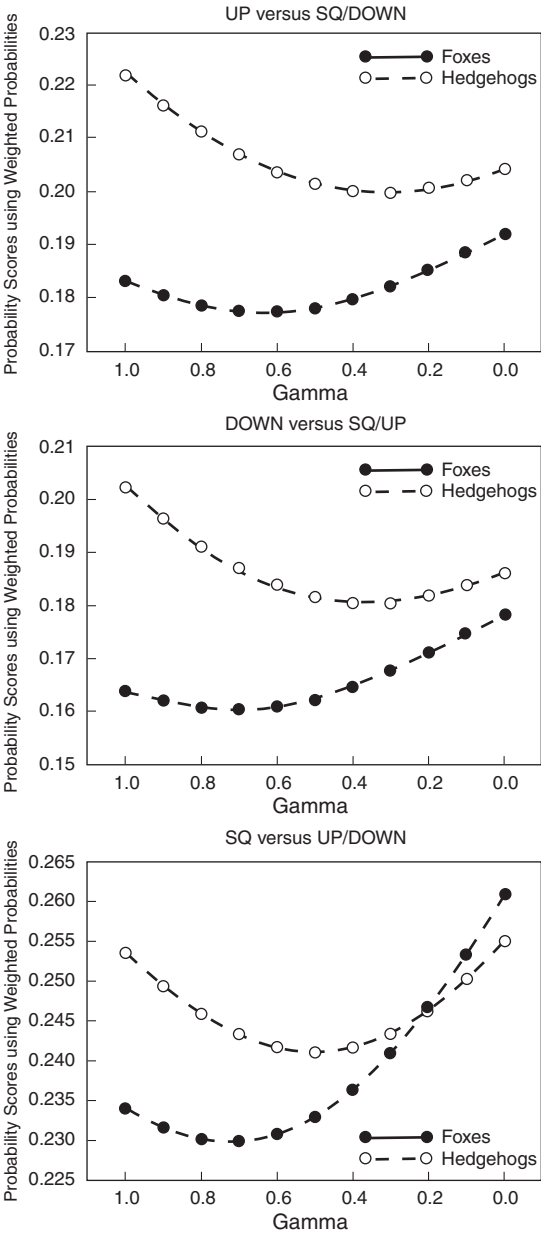 UP versus SQ/DOWN
Probability Scores using Weighted Probabilities
0.23
0.22
0.21
0.20
0.19
0.18
0.17
Foxes
Hedgehogs
1.0 0.8 0.6 0.4 0.2 0.0
Gamma
DOWN versus SQ/UP
Probability Scores using Weighted Probabilities
0.21
0.20
0.19
0.18
0.17
0.16
0.15
Foxes
Hedgehogs
1.0 0.8 0.6 0.4 0.2 0.0
Gamma
SQ versus UP/DOWN
Probability Scores using Weighted Probabilities
0.265
0.260
0.255
0.250
0.245
0.240
0.235
0.230
0.225
Foxes
Hedgehogs
1.0 0.8 0.6 0.4 0.2 0.0
Gamma